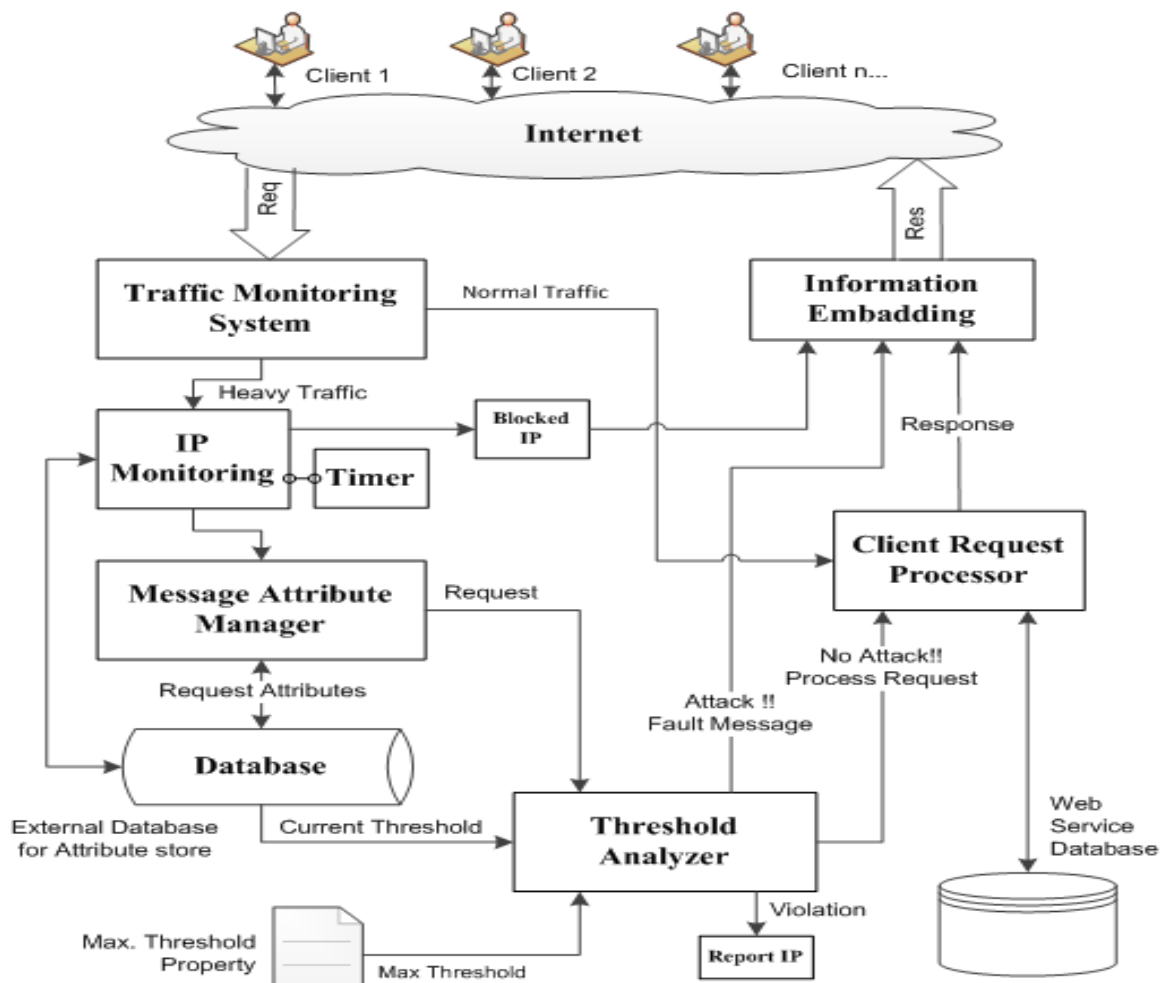 Client 1
Client 2
Client n...
Internet
Req
Res
Traffic Monitoring
System
Normal Traffic
Information
Embadding
Heavy Traffic
IP
Monitoring
Timer
Blocked
IP
Response
Client Request
Processor
Message Attribute
Manager
Request
Request Attributes
No Attack!!
Process Request
Attack !!
Fault Message
Database
External Database
for Attribute store
Current Threshold
Threshold
Analyzer
Web
Service
Database
Violation
Report IP
Max. Threshold
Property
Max Threshold